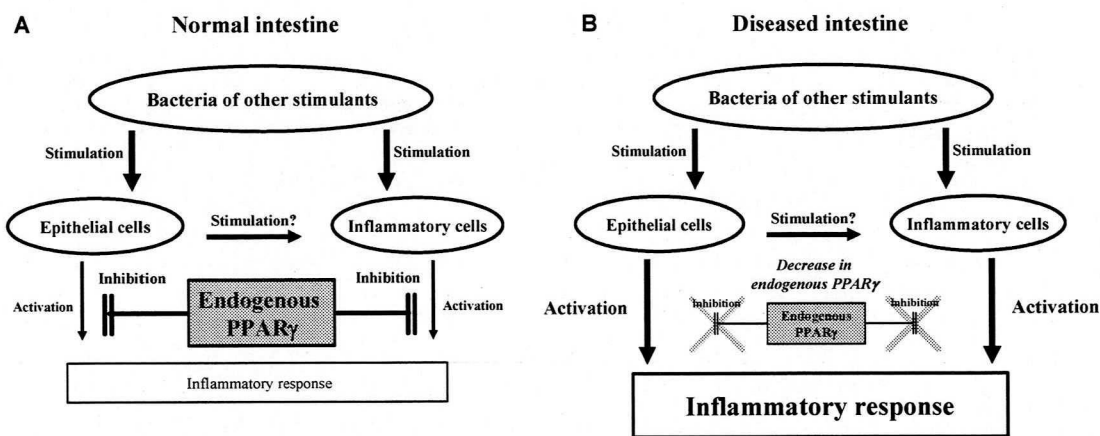 A
Normal intestine
Bacteria of other stimulants
Stimulation
Stimulation
Epithelial cells
Stimulation?
Inflammatory cells
Inhibition
Inhibition
Activation
Endogenous
PPARγ
Activation
Inflammatory response
B
Diseased intestine
Bacteria of other stimulants
Stimulation
Stimulation
Epithelial cells
Stimulation?
Inflammatory cells
Decrease in
endogenous PPARγ
Activation
Inhibition
Inhibition
Endogenous
PPARγ
Activation
Inflammatory response